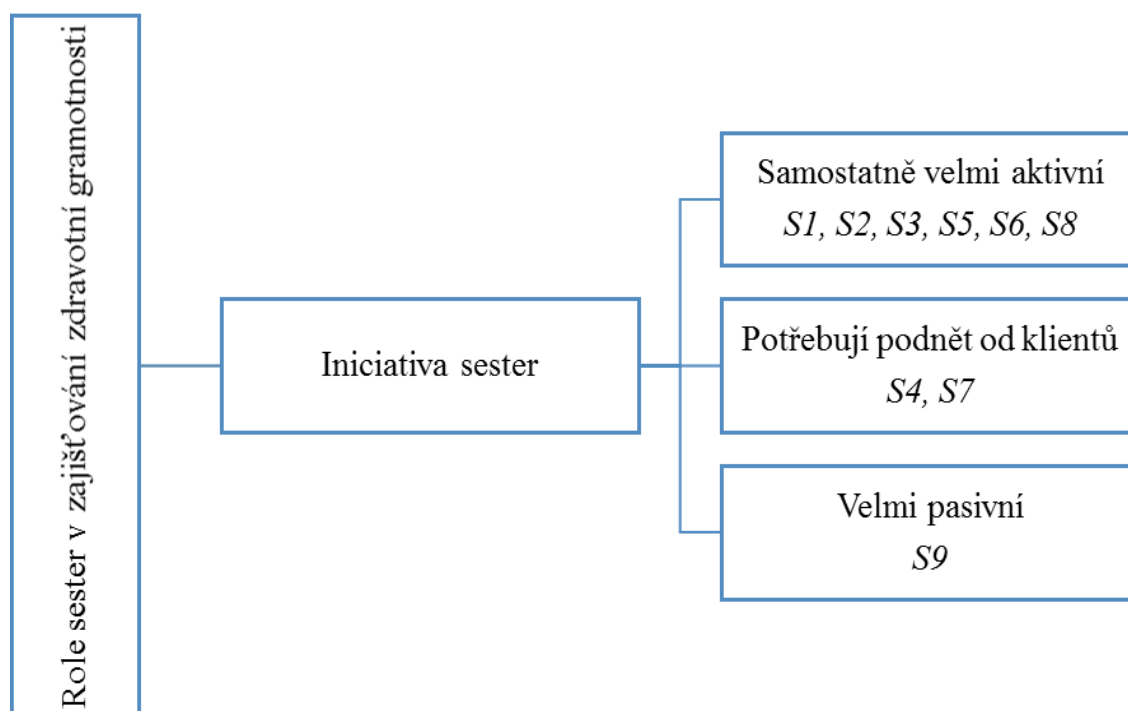 Role sester v zajišťování zdravotní gramotnosti
Iniciativa sester
Samostatně velmi aktivní
S1, S2, S3, S5, S6, S8
Potřebují podnět od klientů
S4, S7
Velmi pasivní
S9